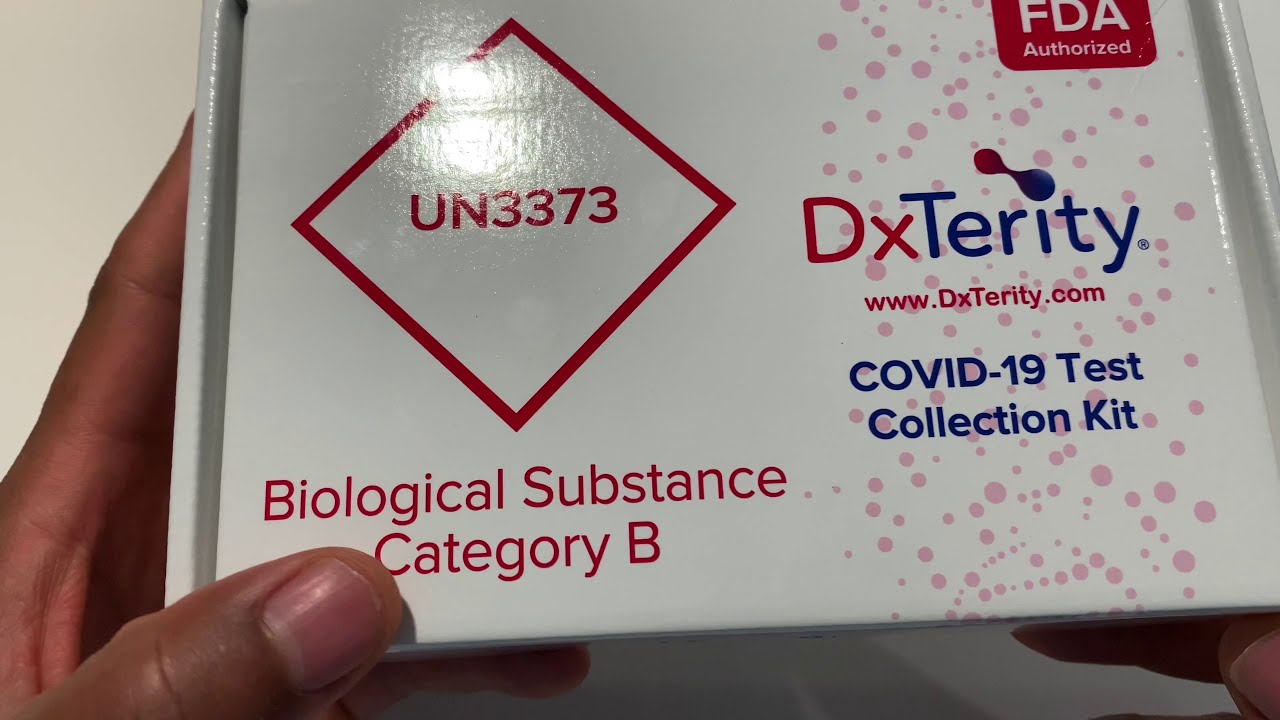 FDA
Authorized
UN3373
DxTerity®
www.DxTerity.com
COVID-19 Test
Collection Kit
Biological Substance
Category B